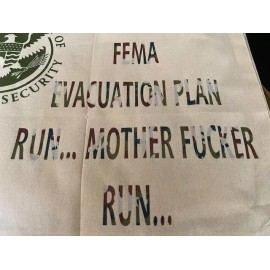 OF
SECURITY
FEMA
EVACUATION PLAN
RUN... MOTHER FUCKER
RUN...